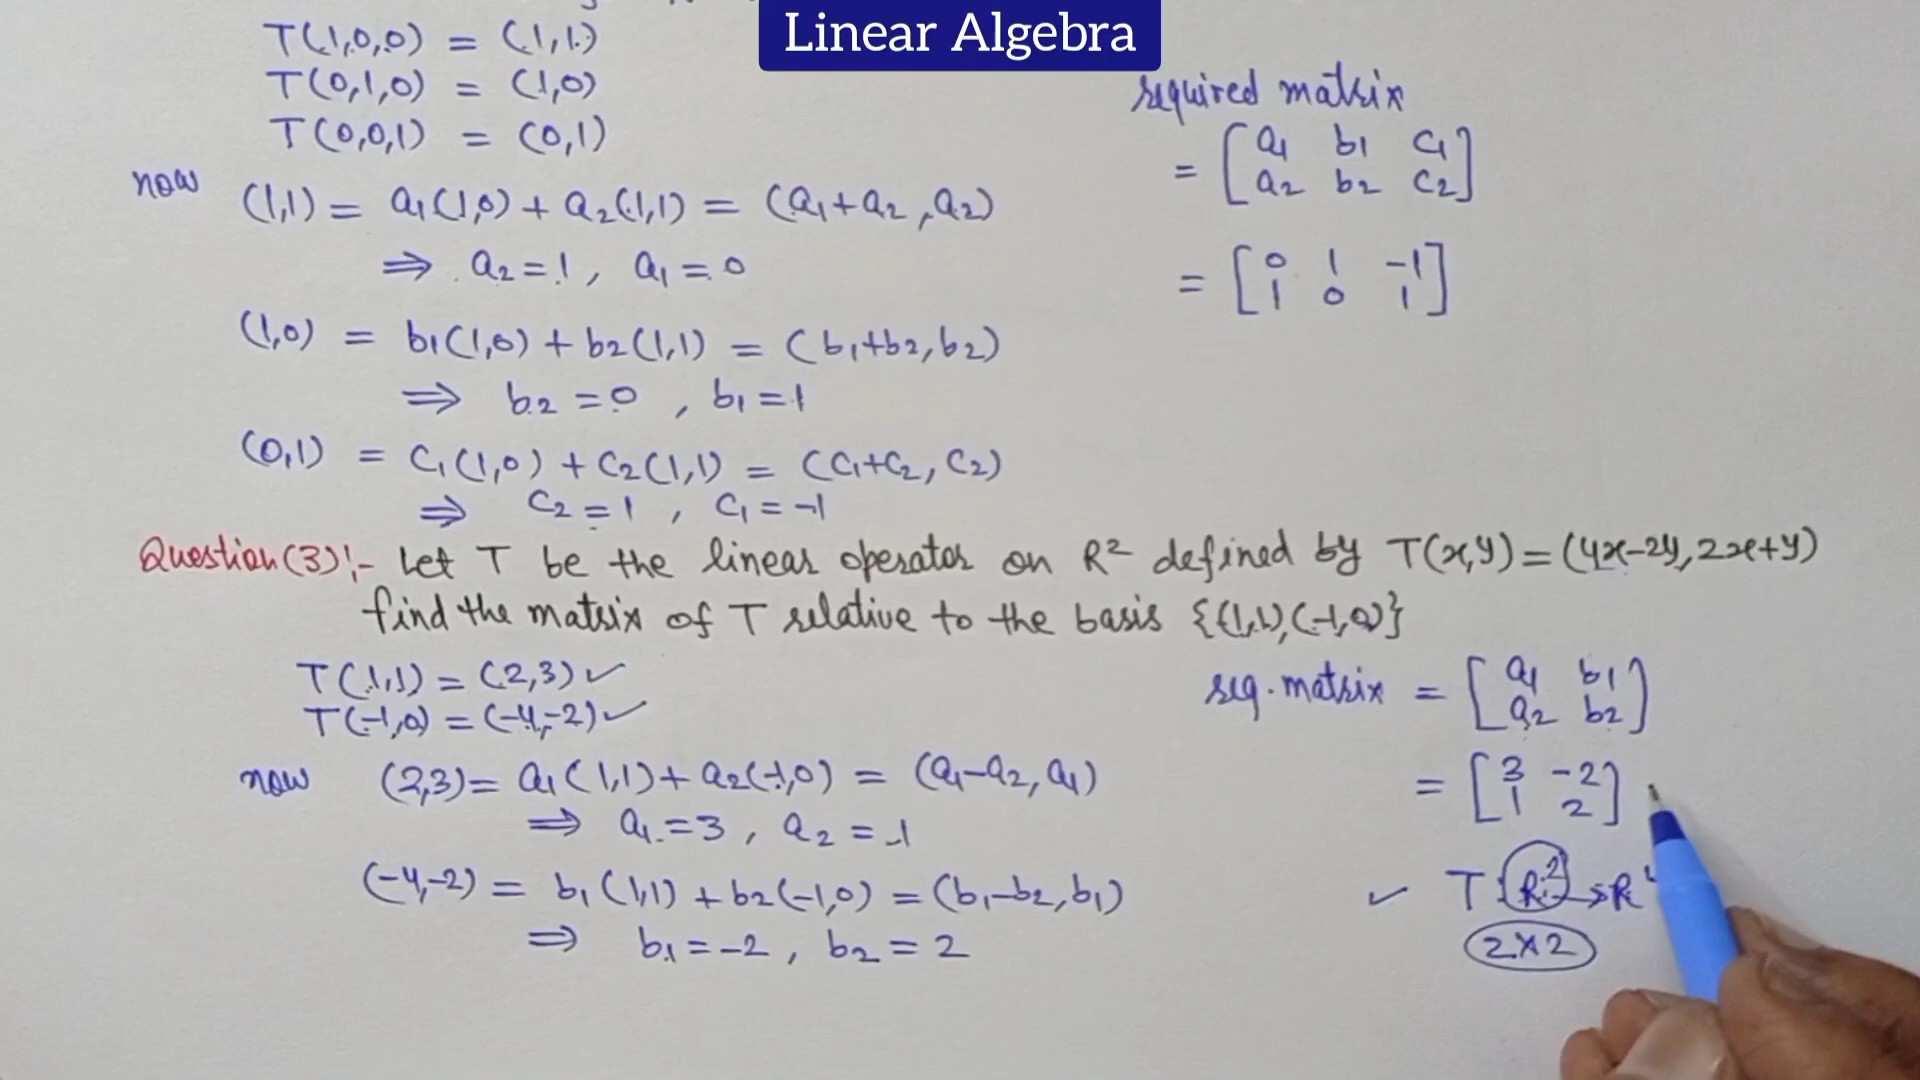 Linear Algebra
T(1,0,0) = (1,1)
T(0,1,0) = (1,0)
T(0,0,1) = (0,1)
now (1,1) = a₁(1,0) + a₂(1,1) = (a₁+a₂, a₂)
⇒ a₂ = 1, a₁ = 0
(1,0) = b₁(1,0) + b₂(1,1) = (b₁+b₂, b₂)
⇒ b₂ = 0, b₁ = 1
(0,1) = c₁(1,0) + c₂(1,1) = (c₁+c₂, c₂)
⇒ c₂ = 1, c₁ = -1
required matrix
= [a₁ b₁ c₁
a₂ b₂ c₂]
= [0 1 -1
1 0 1]
Question(3):- Let T be the linear operator on R² defined by T(x,y) = (4x-2y, 2x+y)
find the matrix of T relative to the basis {(1,1),(-1,0)}
T(1,1) = (2,3) ✓
T(-1,0) = (-4,-2) ✓
now (2,3) = a₁(1,1) + a₂(-1,0) = (a₁-a₂, a₁)
⇒ a₁ = 3, a₂ = 1
(-4,-2) = b₁(1,1) + b₂(-1,0) = (b₁-b₂, b₁)
⇒ b₁ = -2, b₂ = 2
req. matrix = [a₁ b₁
a₂ b₂]
= [3 -2
1 2]
✓ T: R² → R
2×2